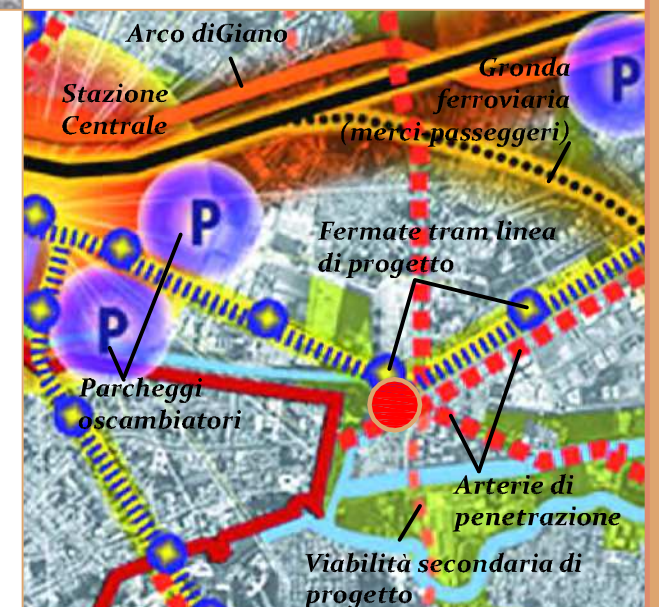 Arco diGiano
Stazione
Centrale
Gronda
ferroviaria
(merci-passeggeri)
P
P
Fermate tram linea
di progetto
P
Parcheggi
oscambiatori
Arterie di
penetrazione
Viabilità secondaria di
progetto